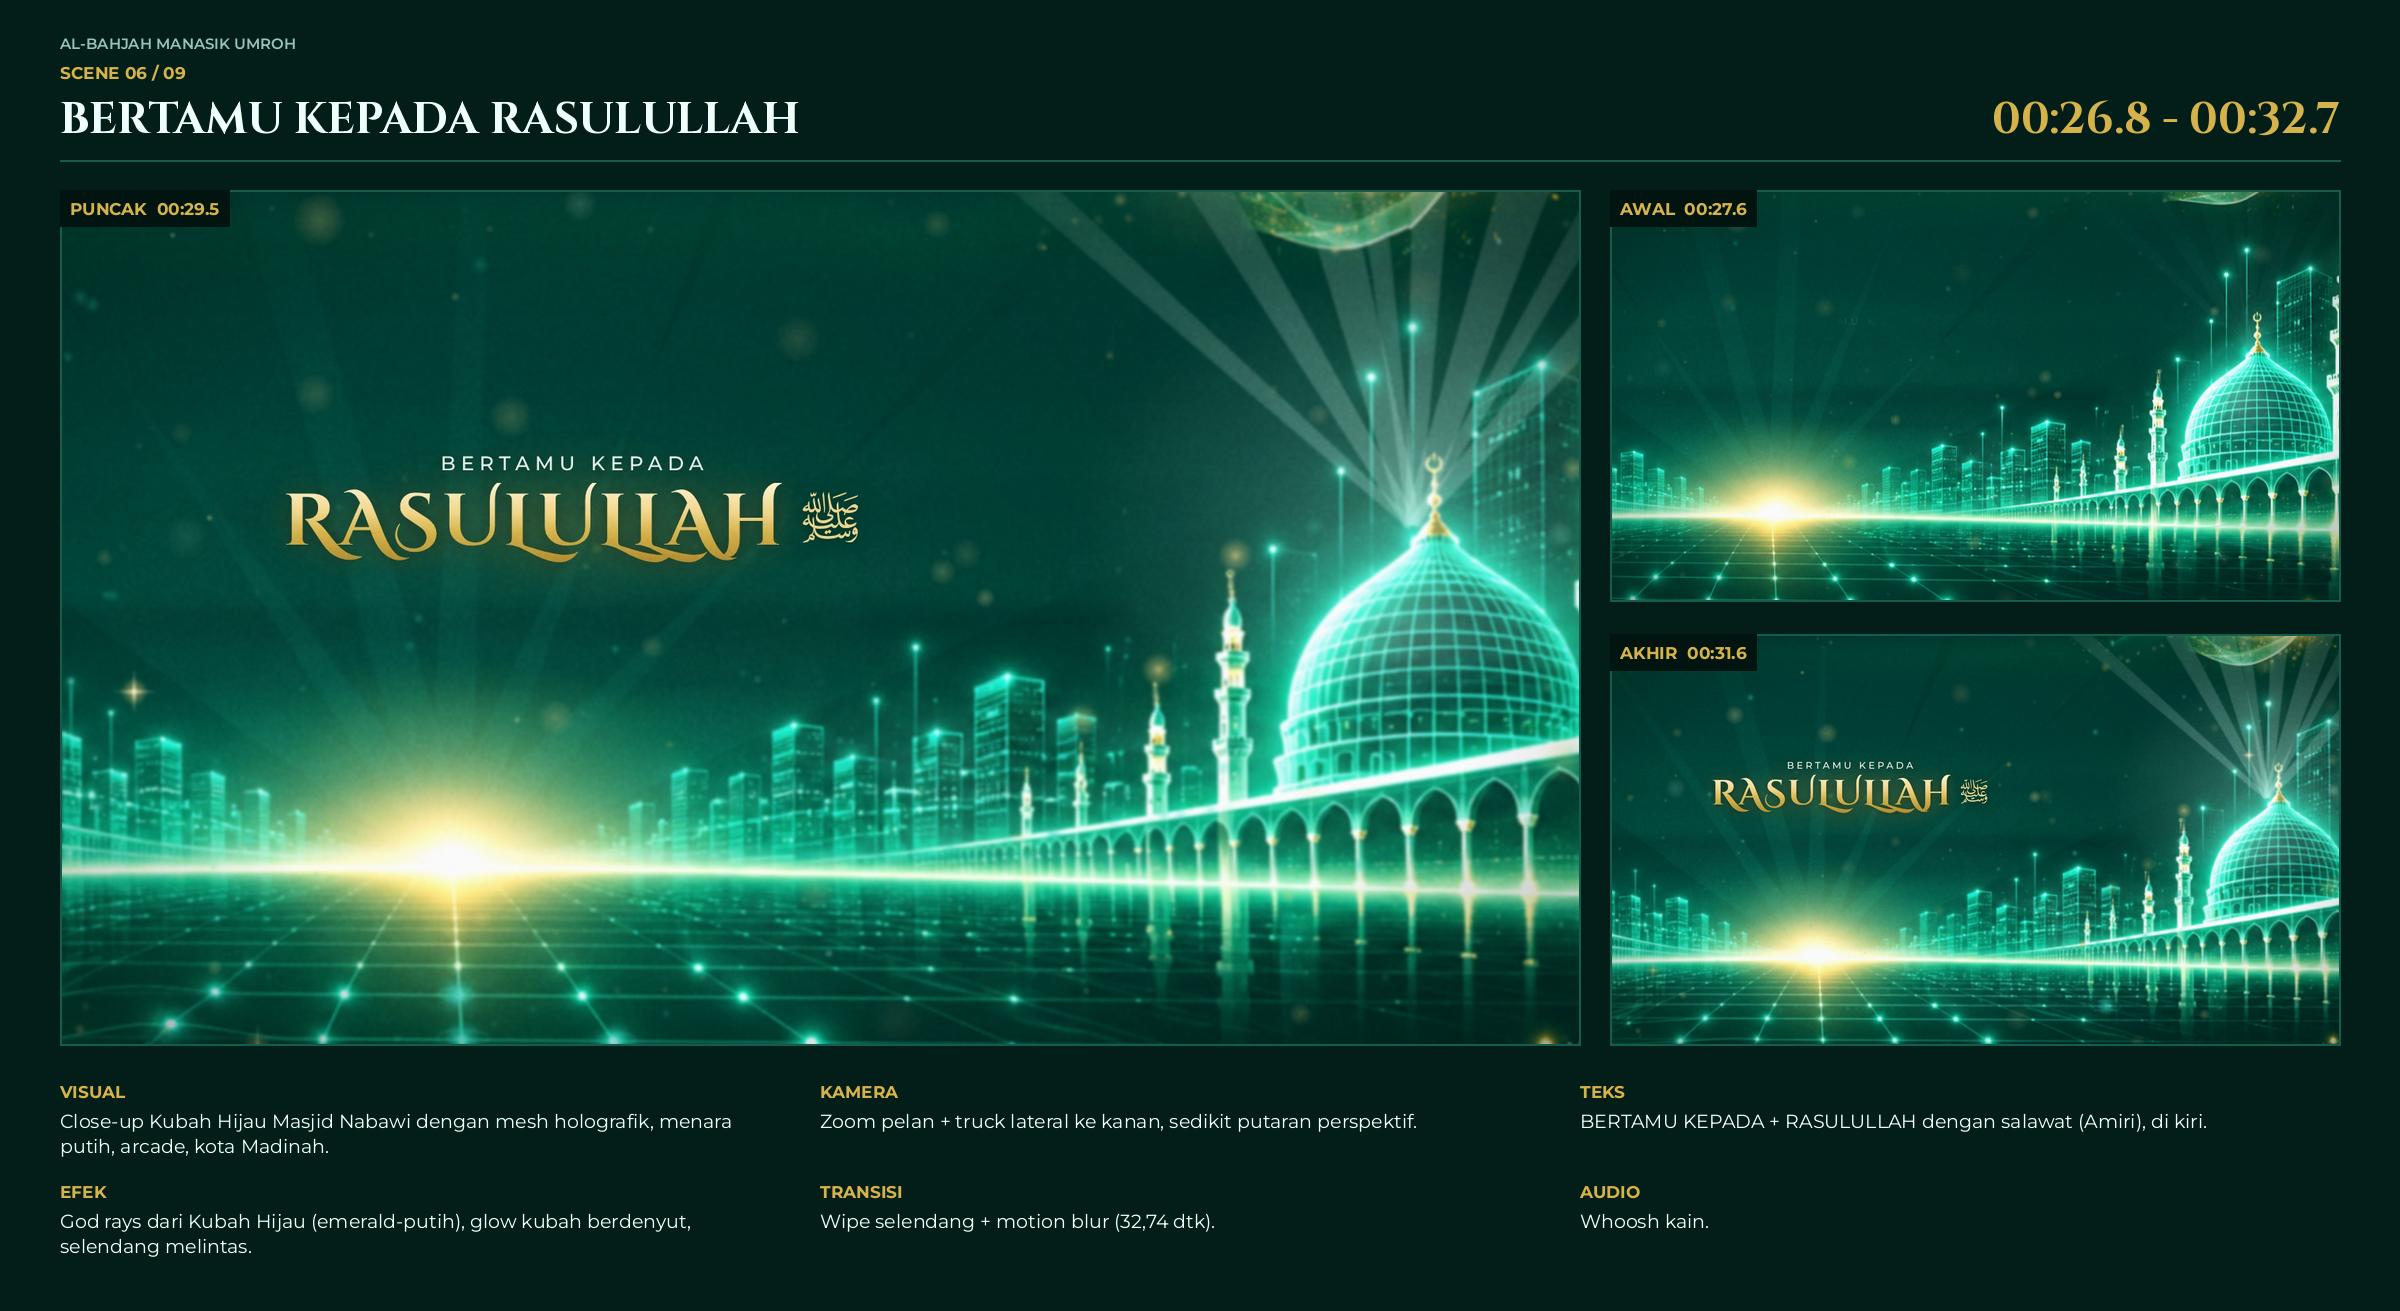 AL-BAHJAH MANASIK UMROH
SCENE 06 / 09
BERTAMU KEPADA RASULULLAH
00:26.8 - 00:32.7
PUNCAK 00:29.5
BERTAMU KEPADA
RASULULLAH ﷺ
AWAL 00:27.6
AKHIR 00:31.6
BERTAMU KEPADA
RASULULLAH ﷺ
VISUAL
Close-up Kubah Hijau Masjid Nabawi dengan mesh holografik, menara
putih, arcade, kota Madinah.
KAMERA
Zoom pelan + truck lateral ke kanan, sedikit putaran perspektif.
TEKS
BERTAMU KEPADA + RASULULLAH dengan salawat (Amiri), di kiri.
EFEK
God rays dari Kubah Hijau (emerald-putih), glow kubah berdenyut,
selendang melintas.
TRANSISI
Wipe selendang + motion blur (32,74 dtk).
AUDIO
Whoosh kain.